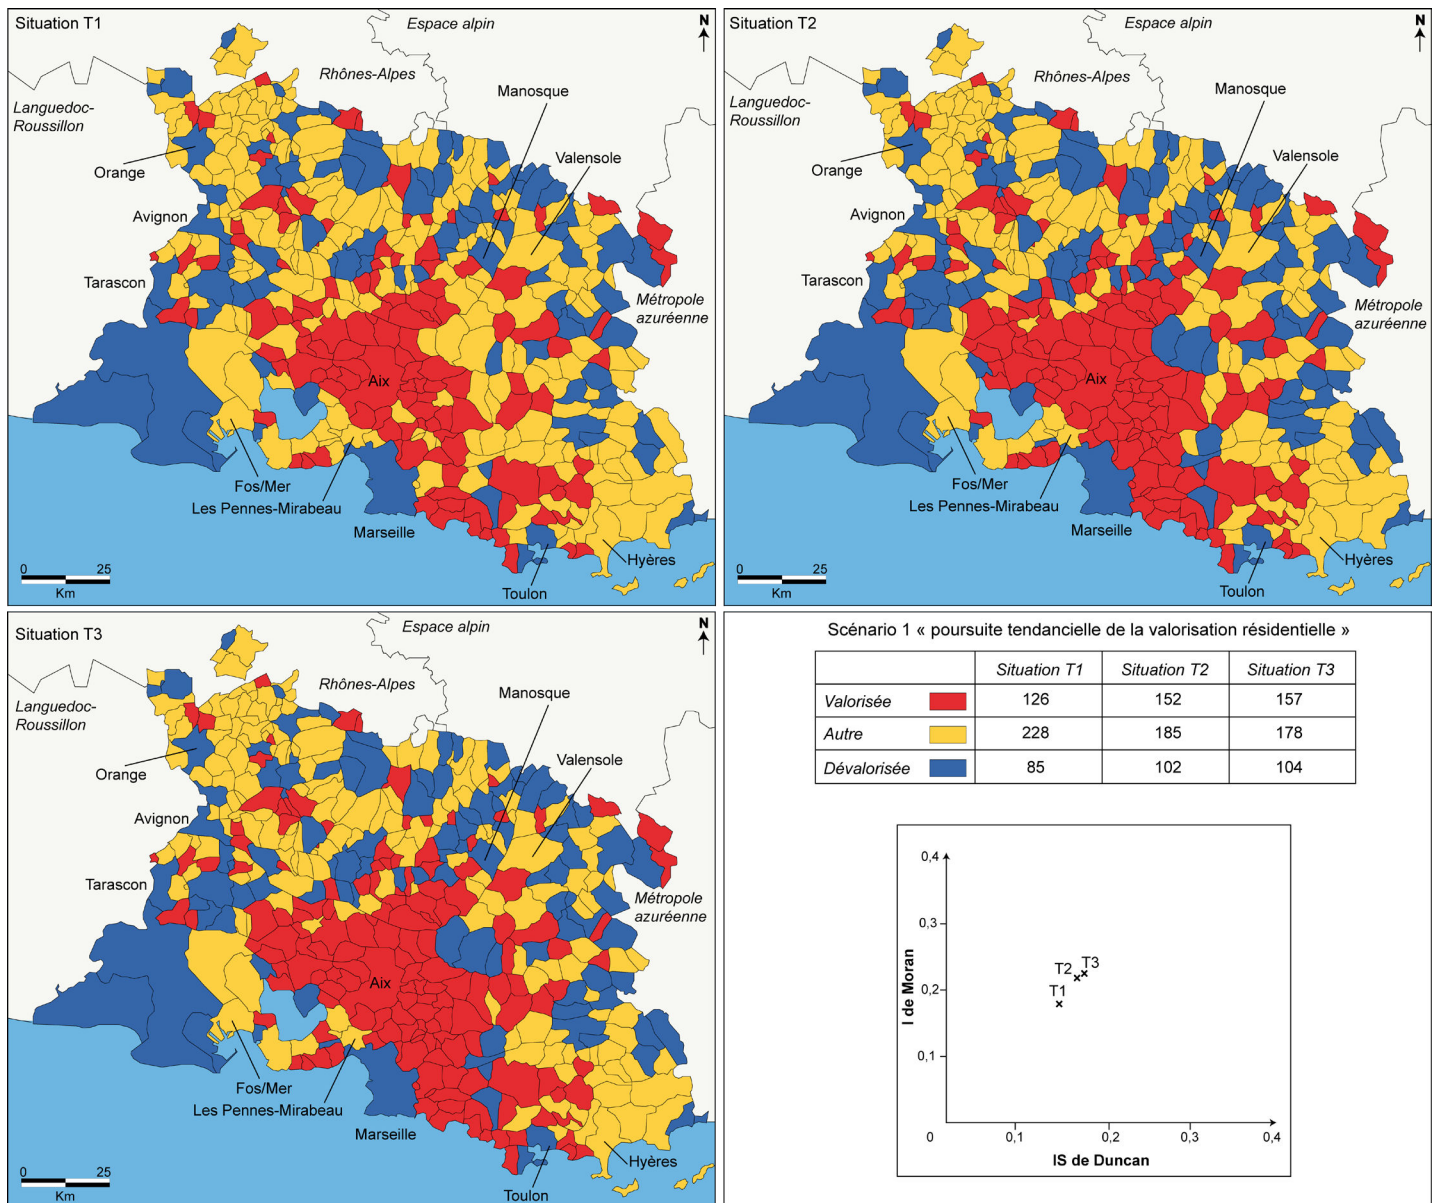 Situation T1
Espace alpin
N
Rhônes-Alpes
Languedoc-
Roussillon
Manosque
Valensole
Orange
Avignon
Tarascon
Métropole
azuréenne
Aix
Fos/Mer
Les Pennes-Mirabeau
Marseille
Hyères
Toulon
0 25
Km
Situation T2
Espace alpin
N
Rhônes-Alpes
Languedoc-
Roussillon
Manosque
Valensole
Orange
Avignon
Tarascon
Métropole
azuréenne
Aix
Fos/Mer
Les Pennes-Mirabeau
Marseille
Hyères
Toulon
0 25
Km
Situation T3
Espace alpin
N
Rhônes-Alpes
Languedoc-
Roussillon
Manosque
Valensole
Orange
Avignon
Tarascon
Métropole
azuréenne
Aix
Fos/Mer
Les Pennes-Mirabeau
Marseille
Hyères
Toulon
0 25
Km
Scénario 1 « poursuite tendancielle de la valorisation résidentielle »
Situation T1 Situation T2 Situation T3
Valorisée 126 152 157
Autre 228 185 178
Dévalorisée 85 102 104
0,4
0,3
T2 T3
0,2
T1
I de Moran
0,1
0 0,1 0,2 0,3 0,4
IS de Duncan